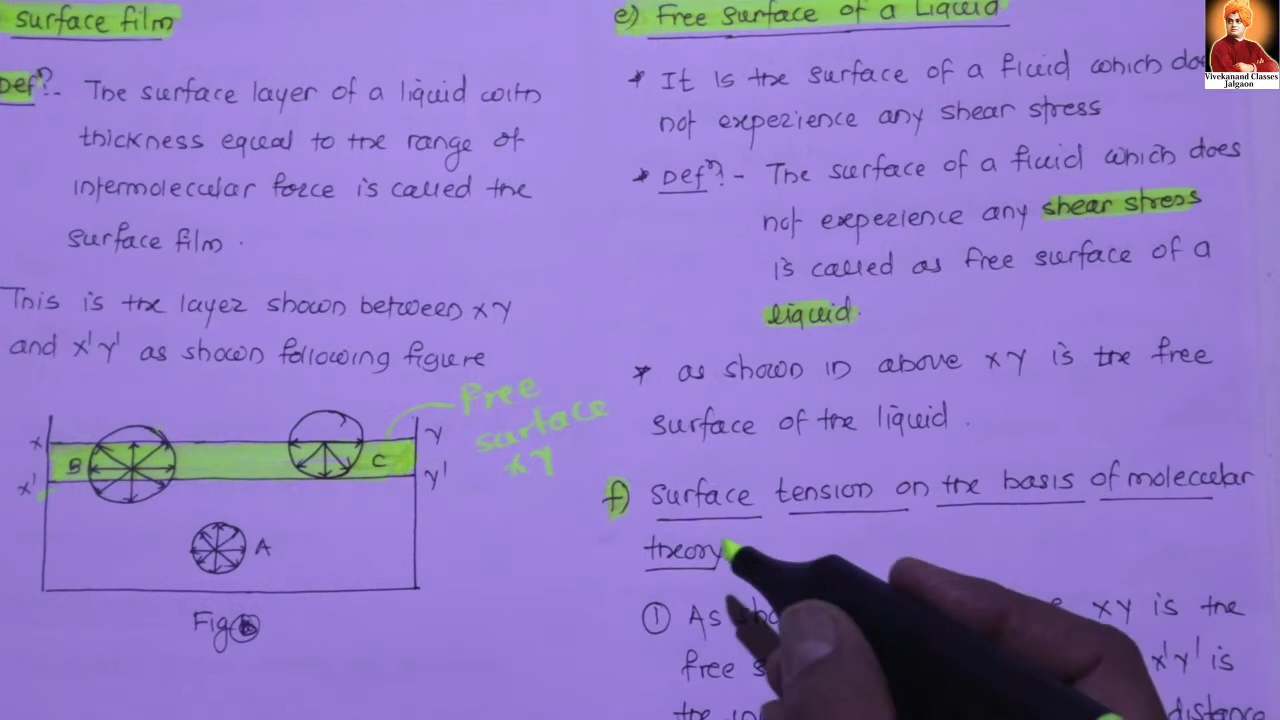 surface film
Defn:- The surface layer of a liquid with
thickness equal to the range of
intermolecular force is called the
surface film.
This is the layer shown between xy
and x'y' as shown following figure
free
surface
xy
x
y
B
C
x'
y'
A
Fig
e) Free surface of a Liquid
* It is the surface of a fluid which does
not experience any shear stress
* Defn:- The surface of a fluid which does
not experience any shear stress
is called as free surface of a
liquid.
* as shown in above xy is the free
surface of the liquid.
f) surface tension on the basis of molecular
theory
① As xy is the
free x'y' is
the distance
Vivekanand Classes
Jalgaon